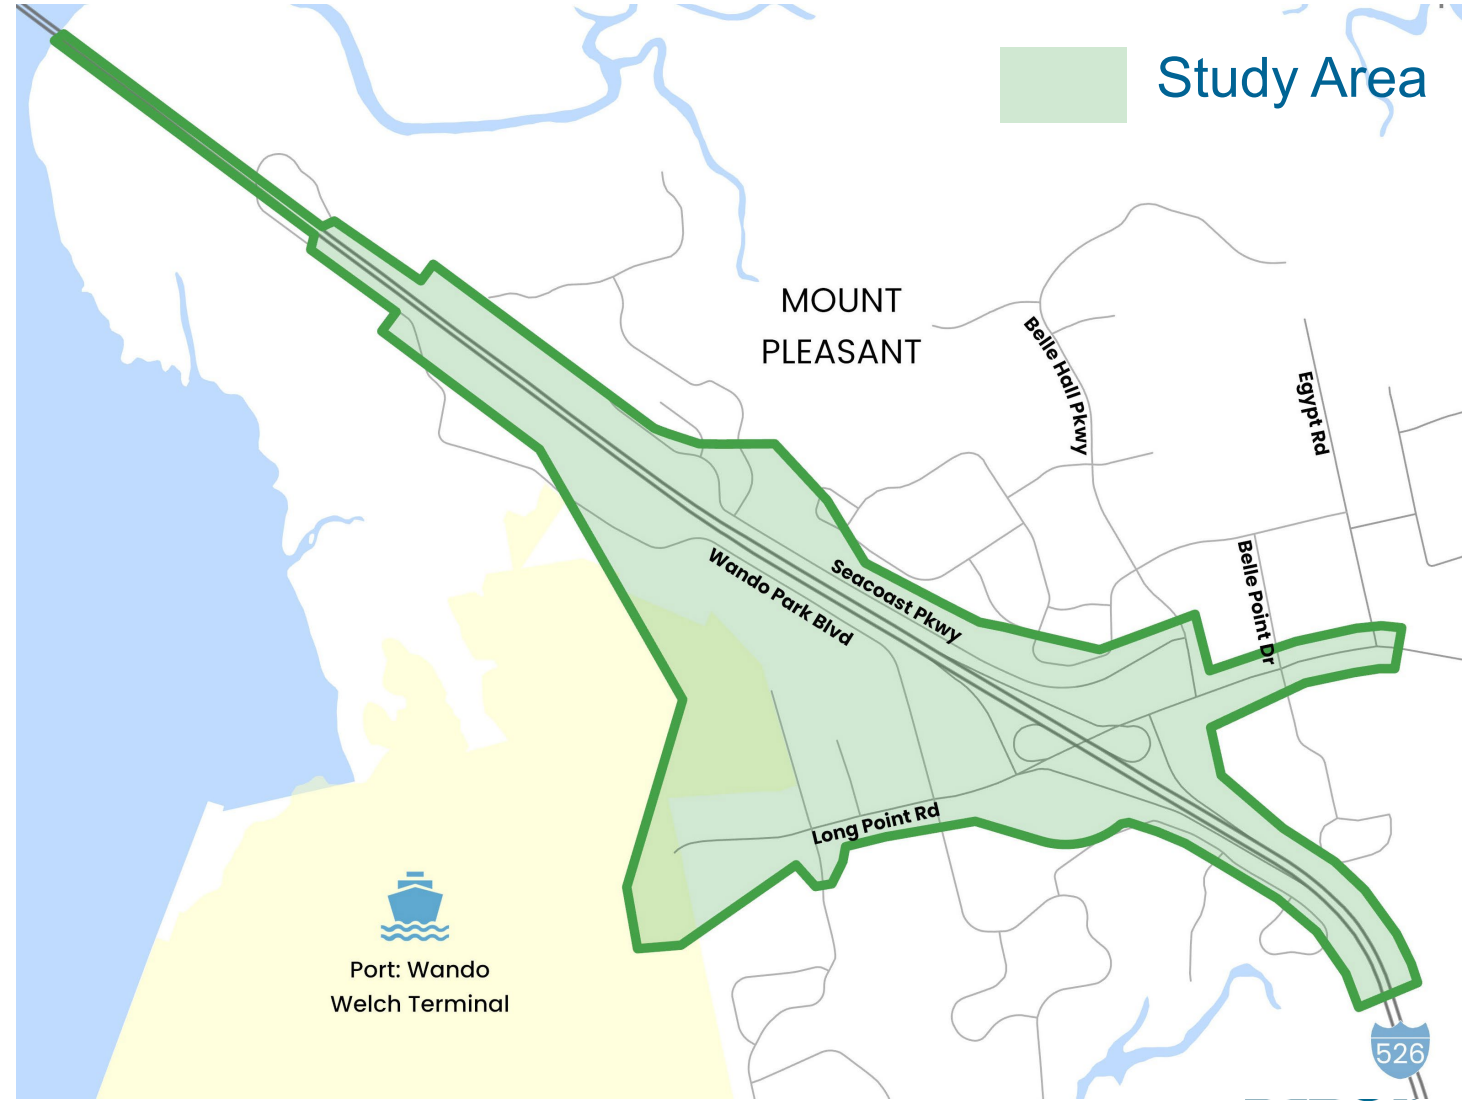 Study Area
MOUNT
PLEASANT
Belle Hall Pkwy
Egypt Rd
Belle Point Dr
Seacoast Pkwy
Wando Park Blvd
Long Point Rd
Port: Wando
Welch Terminal
526